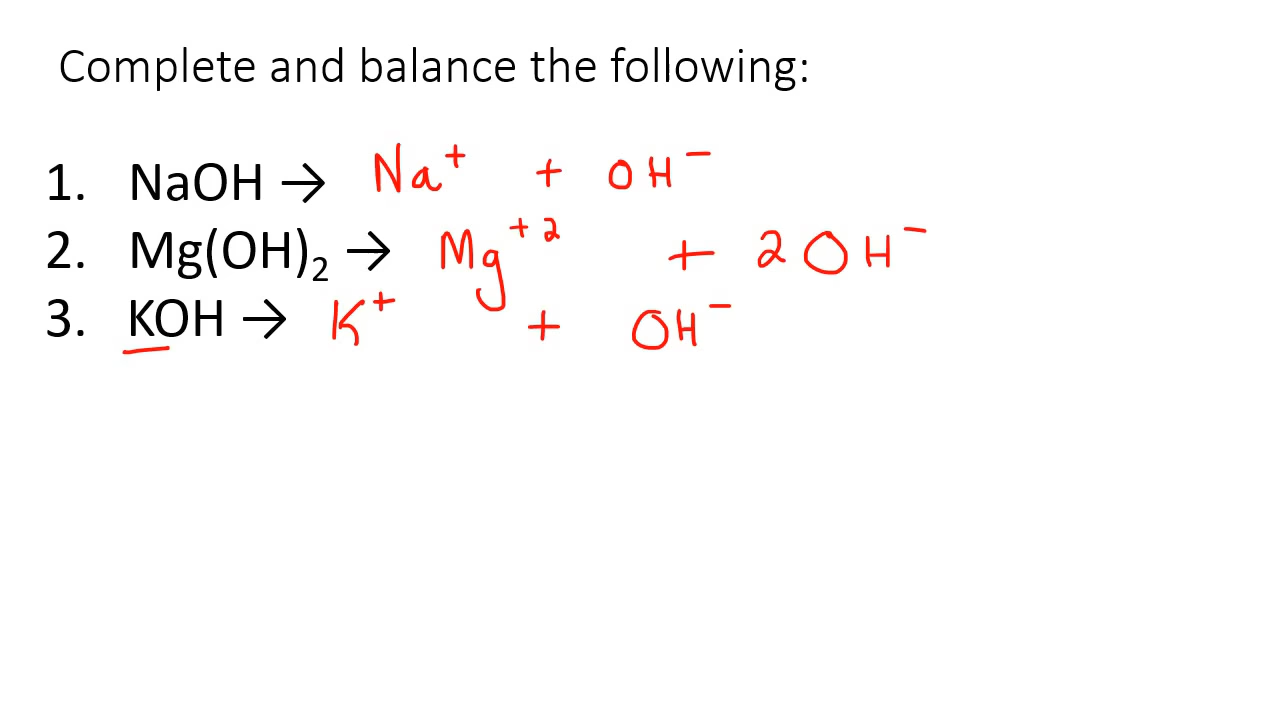 Complete and balance the following:
1. NaOH → Na⁺ + OH⁻
2. Mg(OH)₂ → Mg⁺² + 2OH⁻
3. KOH → K⁺ + OH⁻